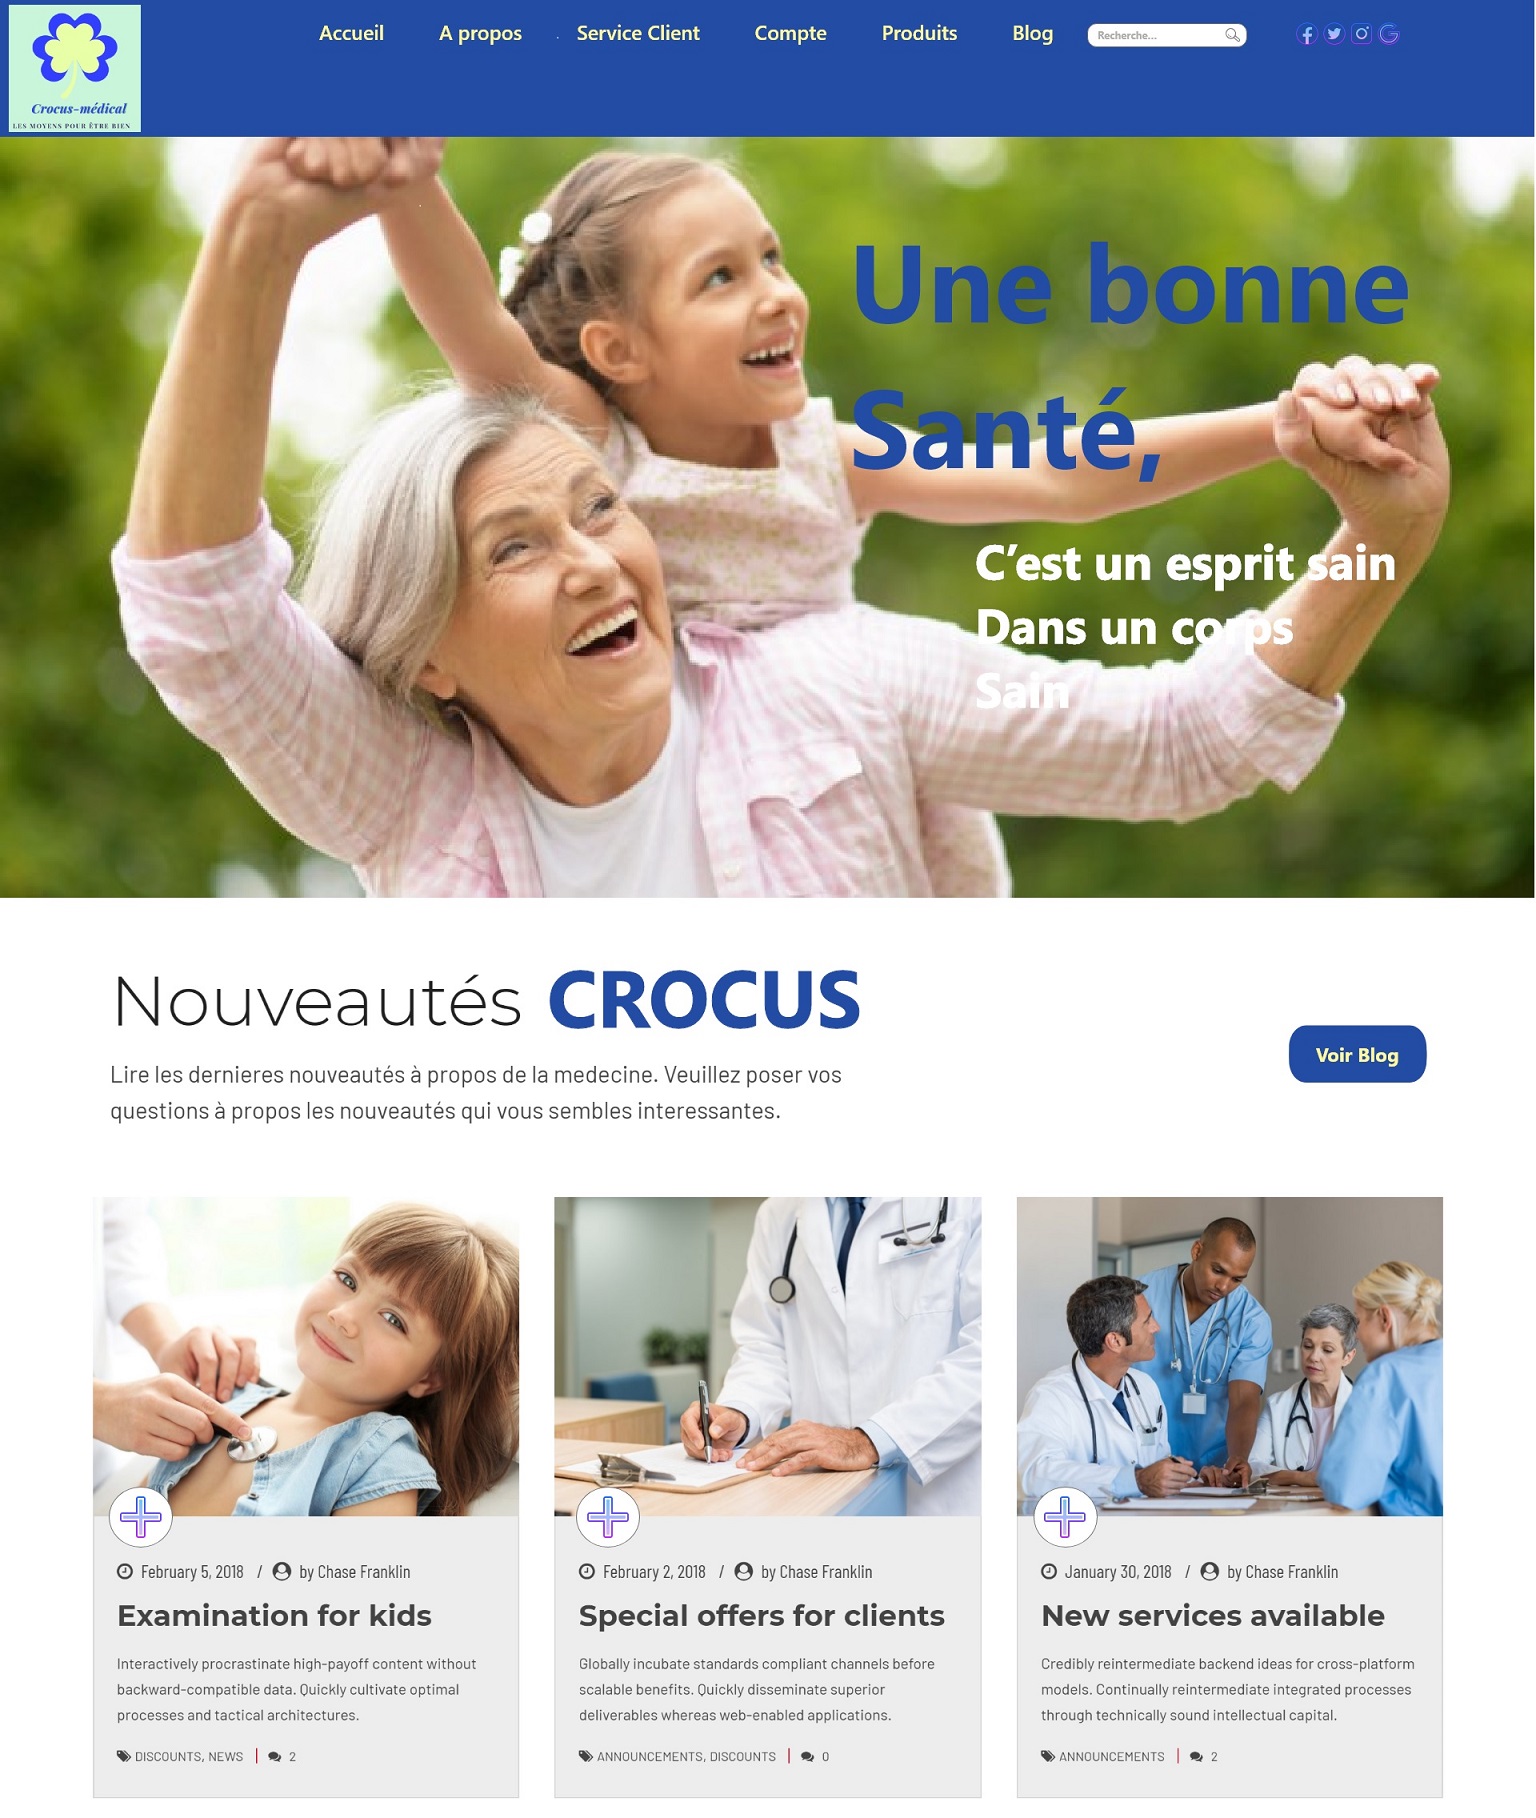 Accueil
A propos
Service Client
Compte
Produits
Blog
Recherche...
Crocus-médical
LES MOYENS POUR ÊTRE BIEN
Une bonne
Santé,
C'est un esprit sain
Dans un corps
Sain
Nouveautés CROCUS
Lire les dernieres nouveautés à propos de la medecine. Veuillez poser vos
questions à propos les nouveautés qui vous sembles interessantes.
Voir Blog
February 5, 2018 / by Chase Franklin
Examination for kids
Interactively procrastinate high-payoff content without
backward-compatible data. Quickly cultivate optimal
processes and tactical architectures.
DISCOUNTS, NEWS | 2
February 2, 2018 / by Chase Franklin
Special offers for clients
Globally incubate standards compliant channels before
scalable benefits. Quickly disseminate superior
deliverables whereas web-enabled applications.
ANNOUNCEMENTS, DISCOUNTS | 0
January 30, 2018 / by Chase Franklin
New services available
Credibly reintermediate backend ideas for cross-platform
models. Continually reintermediate integrated processes
through technically sound intellectual capital.
ANNOUNCEMENTS | 2